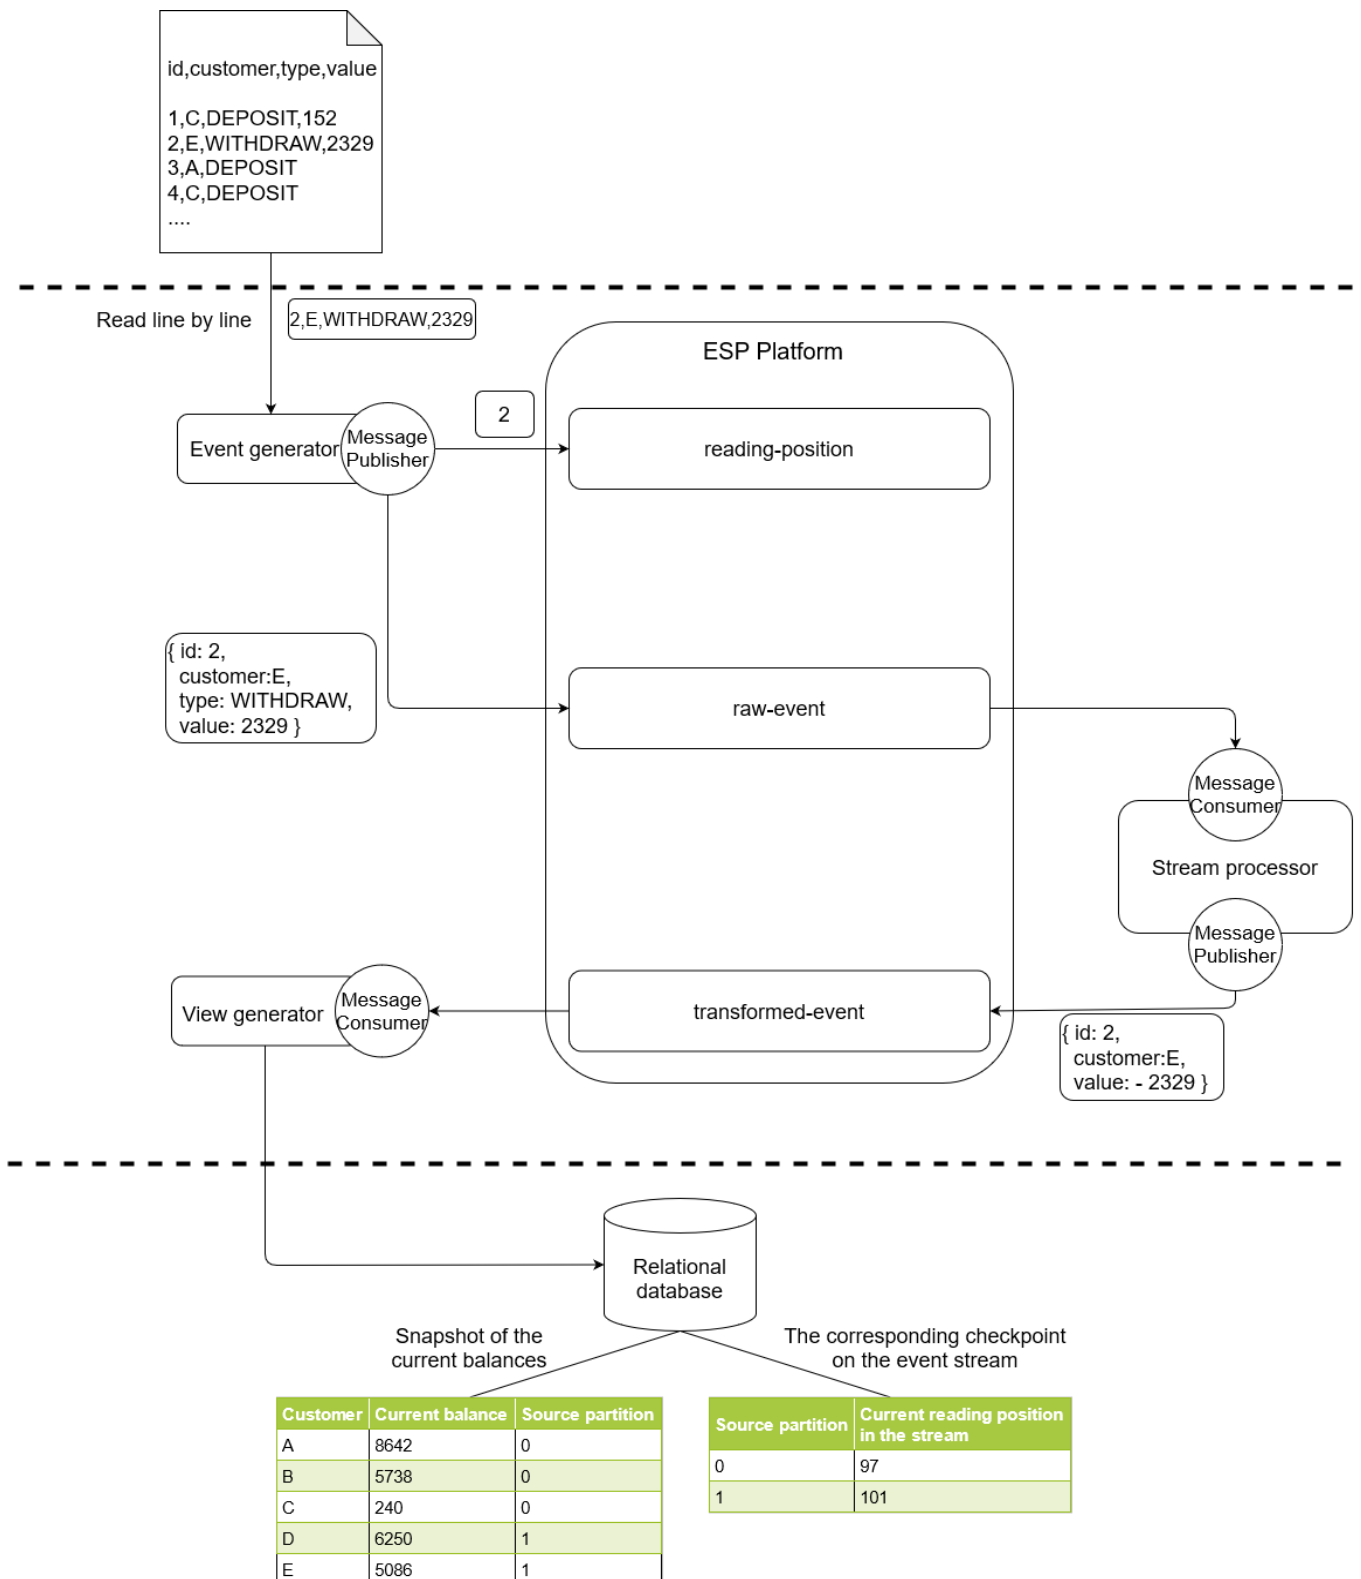 id,customer,type,value
1,C,DEPOSIT,152
2,E,WITHDRAW,2329
3,A,DEPOSIT
4,C,DEPOSIT
....
Read line by line
2,E,WITHDRAW,2329
ESP Platform
2
reading-position
Event generator
Message
Publisher
{ id: 2,
customer:E,
type: WITHDRAW,
value: 2329 }
raw-event
Message
Consumer
Stream processor
Message
Publisher
View generator
Message
Consumer
transformed-event
{ id: 2,
customer:E,
value: - 2329 }
Relational
database
Snapshot of the
current balances
The corresponding checkpoint
on the event stream
Customer Current balance Source partition
A 8642 0
B 5738 0
C 240 0
D 6250 1
E 5086 1
Source partition Current reading position
in the stream
0 97
1 101